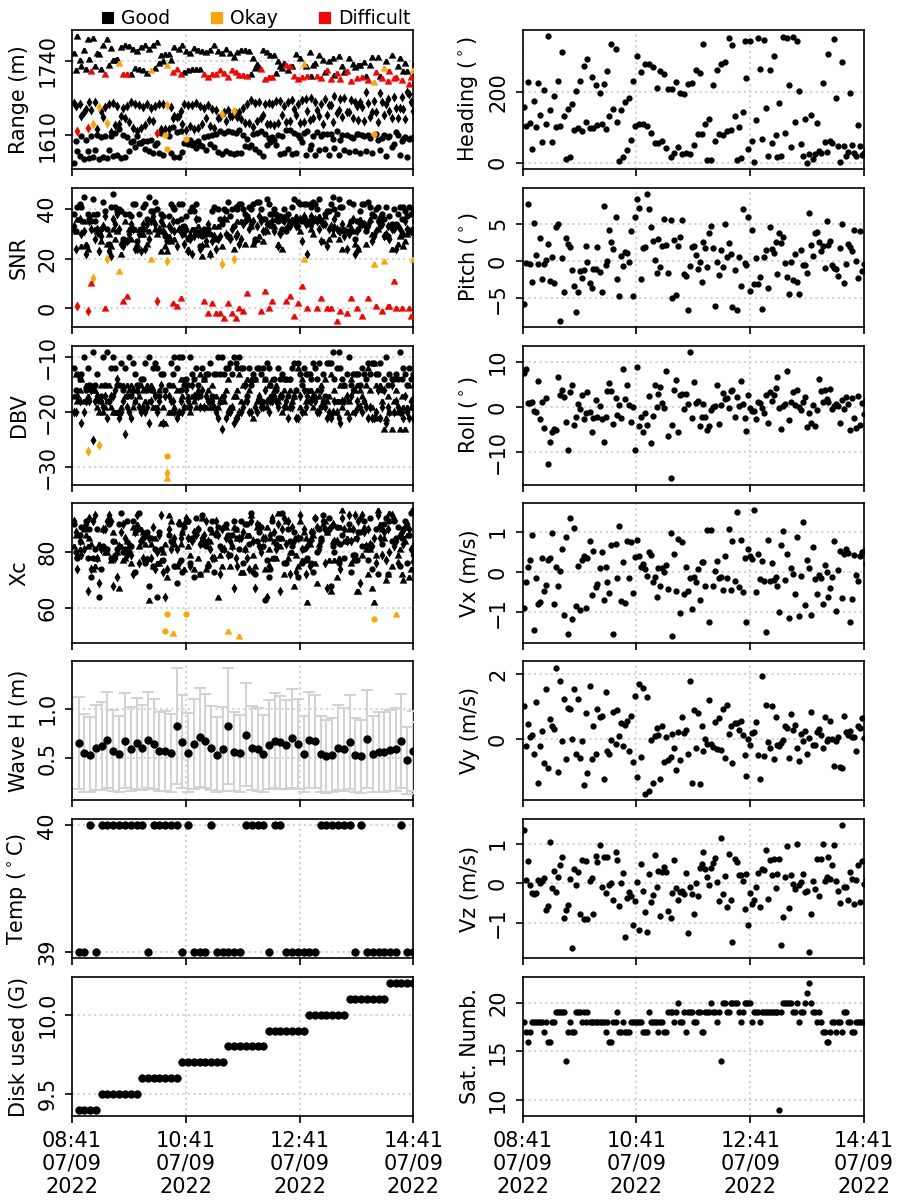 Good Okay Difficult
Range (m)
1740
1610
Heading (°)
200
0
SNR
40
20
0
Pitch (°)
5
0
−5
DBV
−10
−20
−30
Roll (°)
10
0
−10
Xc
80
60
Vx (m/s)
1
0
−1
Wave H (m)
1.0
0.5
Vy (m/s)
2
0
Temp (°C)
40
39
Vz (m/s)
1
0
−1
Disk used (G)
10.0
9.5
Sat. Numb.
20
15
10
08:41 10:41 12:41 14:41
07/09 07/09 07/09 07/09
2022 2022 2022 2022
08:41 10:41 12:41 14:41
07/09 07/09 07/09 07/09
2022 2022 2022 2022